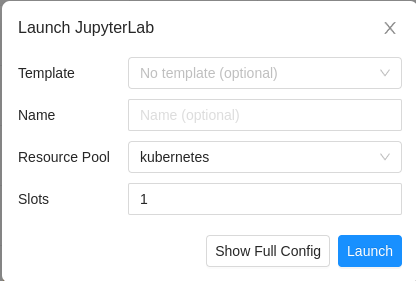 Launch JupyterLab
Template No template (optional)
Name Name (optional)
Resource Pool kubernetes
Slots 1
Show Full Config Launch